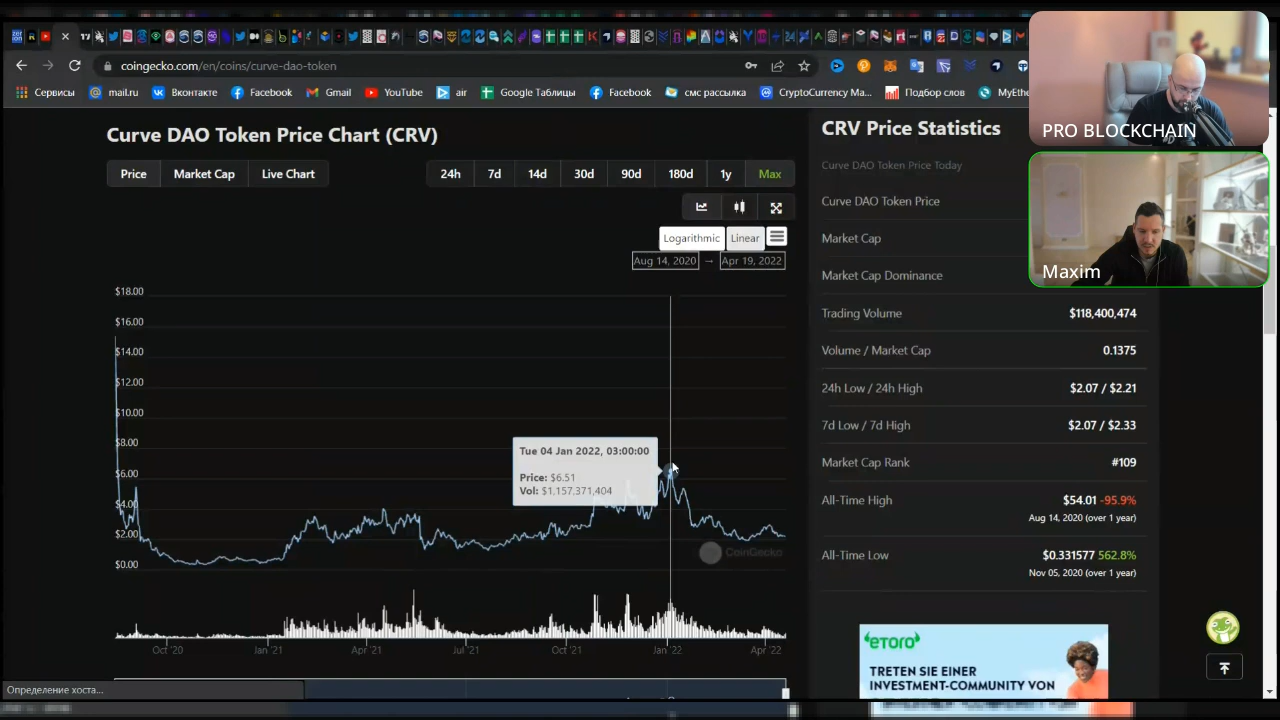 coingecko.com/en/coins/curve-dao-token
Сервисы
mail.ru
Вконтакте
Facebook
Gmail
YouTube
air
Google Таблицы
Facebook
смс рассылка
CryptoCurrency Ma...
Подбор слов
PRO BLOCKCHAIN
Maxim
Curve DAO Token Price Chart (CRV)
Price
Market Cap
Live Chart
24h
7d
14d
30d
90d
180d
1y
Max
Logarithmic
Linear
Aug 14, 2020 → Apr 19, 2022
$18.00
$16.00
$14.00
$12.00
$10.00
$8.00
$6.00
$4.00
$2.00
$0.00
Tue 04 Jan 2022, 03:00:00
Price: $6.51
Vol: $1,157,371,404
CoinGecko
Oct '20
Jan '21
Apr '21
Jul '21
Oct '21
Jan '22
Apr '22
CRV Price Statistics
Curve DAO Token Price Today
Curve DAO Token Price
Market Cap
Market Cap Dominance
Trading Volume $118,400,474
Volume / Market Cap 0.1375
24h Low / 24h High $2.07 / $2.21
7d Low / 7d High $2.07 / $2.33
Market Cap Rank #109
All-Time High $54.01 -95.9%
Aug 14, 2020 (over 1 year)
All-Time Low $0.331577 562.8%
Nov 05, 2020 (over 1 year)
eToro
TRETEN SIE EINER
INVESTMENT-COMMUNITY VON
Определение хоста...